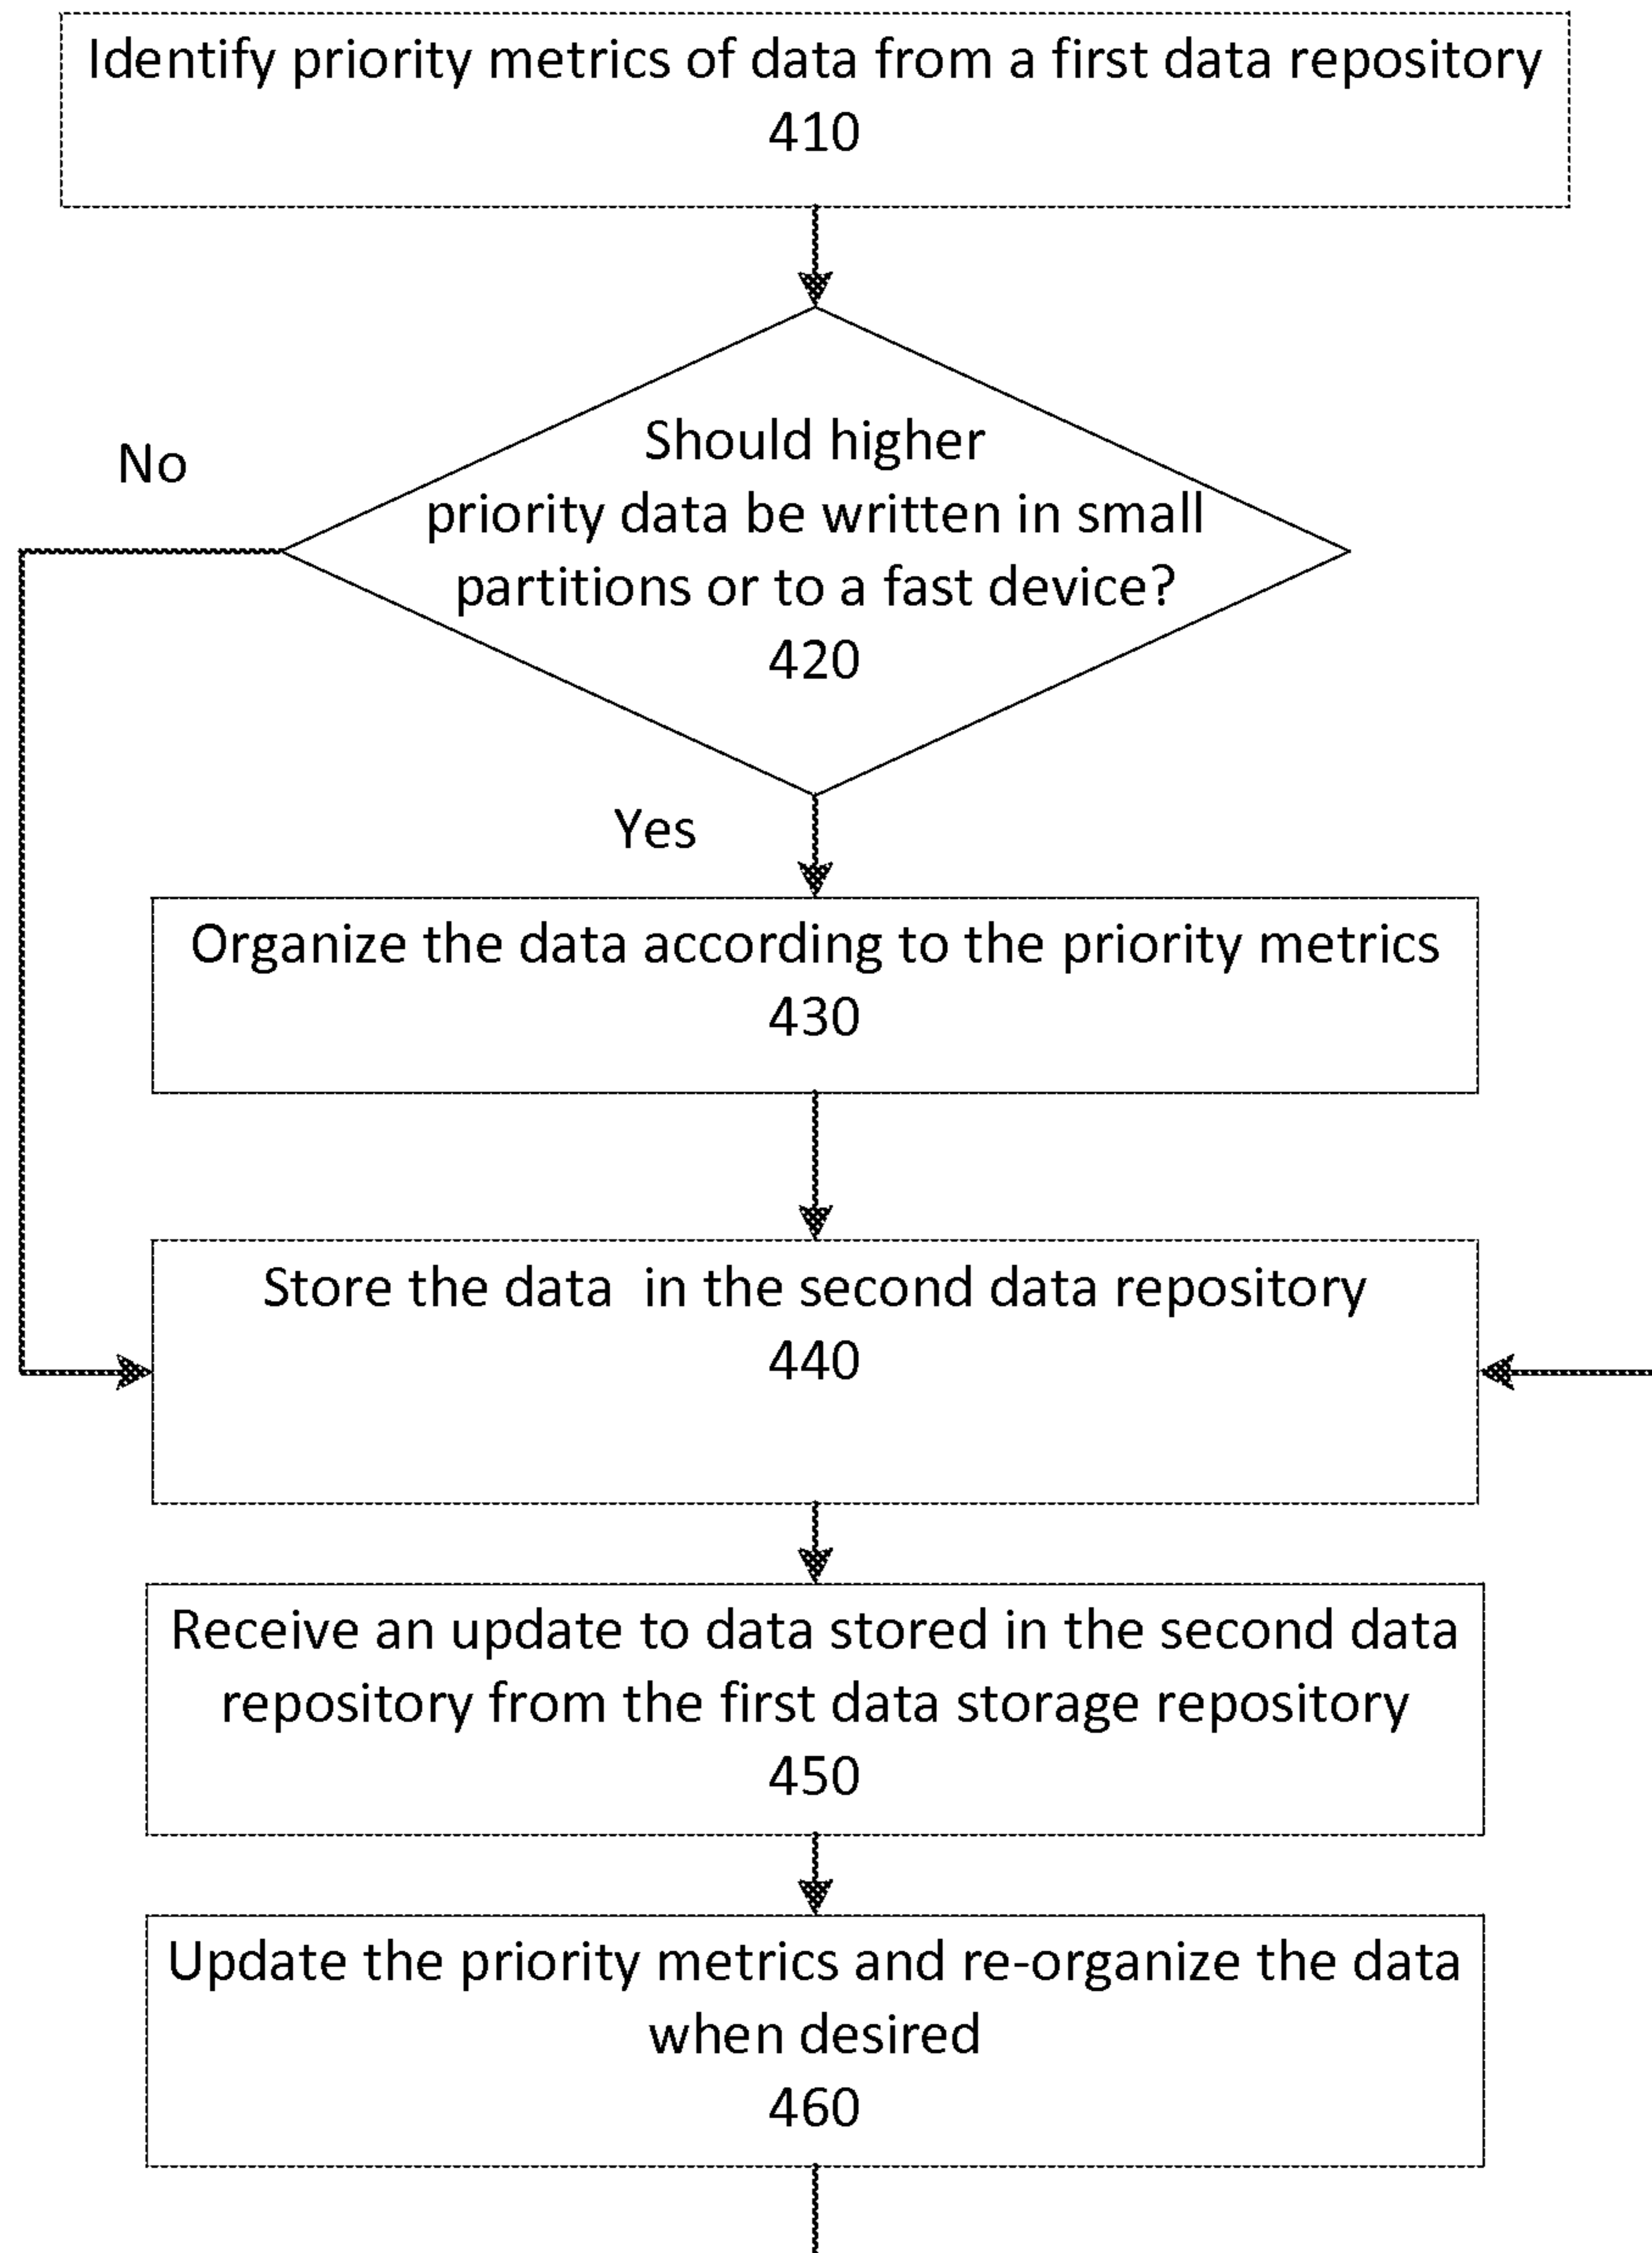 Identify priority metrics of data from a first data repository
410
No
Should higher
priority data be written in small
partitions or to a fast device?
420
Yes
Organize the data according to the priority metrics
430
Store the data  in the second data repository
440
Receive an update to data stored in the second data
repository from the first data storage repository
450
Update the priority metrics and re-organize the data
when desired
460